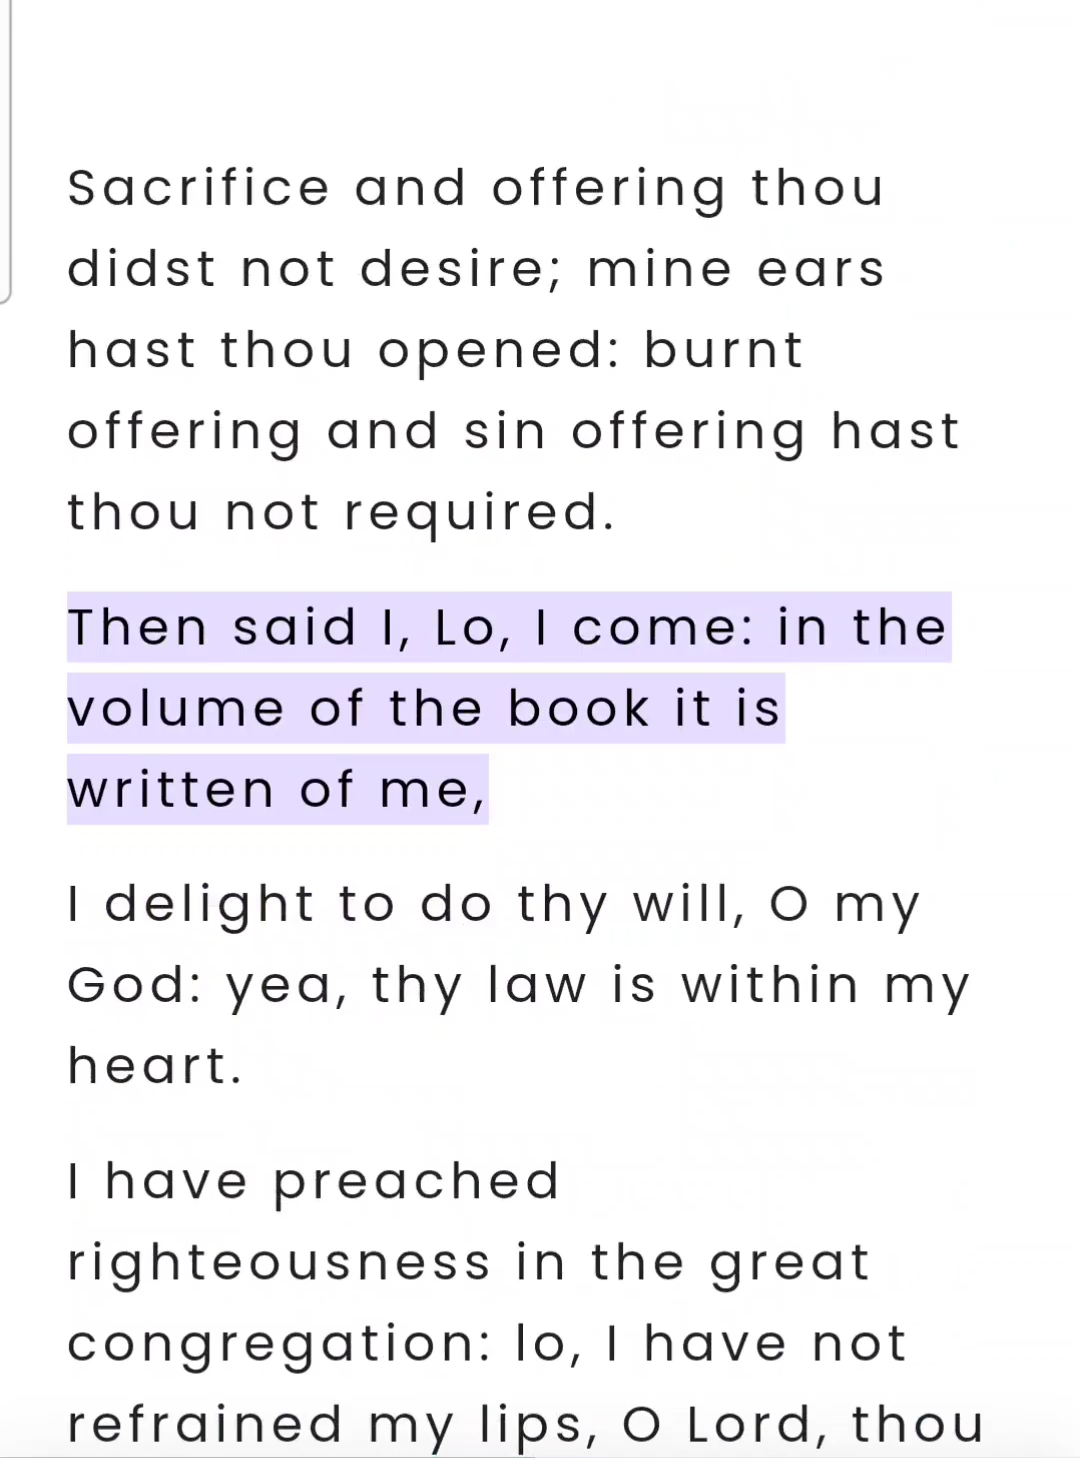 Sacrifice and offering thou
didst not desire; mine ears
hast thou opened: burnt
offering and sin offering hast
thou not required.
Then said I, Lo, I come: in the
volume of the book it is
written of me,
I delight to do thy will, O my
God: yea, thy law is within my
heart.
I have preached
righteousness in the great
congregation: lo, I have not
refrained my lips, O Lord, thou